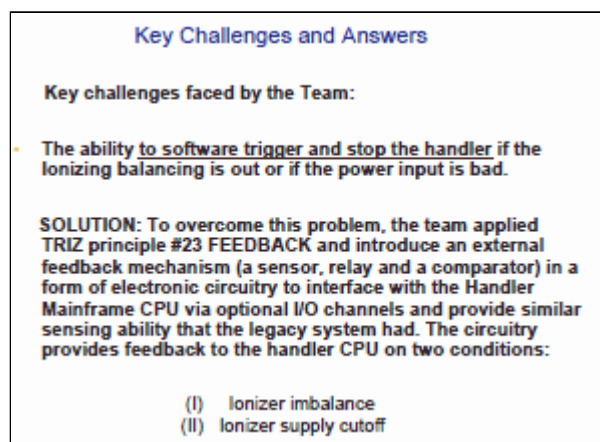 Key Challenges and Answers
Key challenges faced by the Team:
- The ability to software trigger and stop the handler if the
Ionizing balancing is out or if the power input is bad.
SOLUTION: To overcome this problem, the team applied
TRIZ principle #23 FEEDBACK and introduce an external
feedback mechanism (a sensor, relay and a comparator) in a
form of electronic circuitry to interface with the Handler
Mainframe CPU via optional I/O channels and provide similar
sensing ability that the legacy system had. The circuitry
provides feedback to the handler CPU on two conditions:
(I) Ionizer imbalance
(II) Ionizer supply cutoff